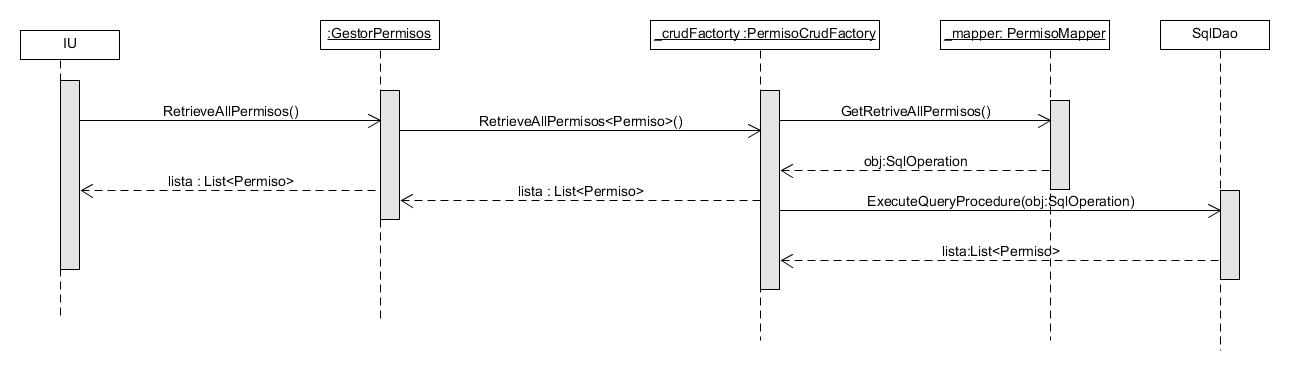 IU
:GestorPermisos
_crudFactorty :PermisoCrudFactory
_mapper: PermisoMapper
SqlDao
RetrieveAllPermisos()
RetrieveAllPermisos<Permiso>()
GetRetriveAllPermisos()
obj:SqlOperation
lista : List<Permiso>
lista : List<Permiso>
ExecuteQueryProcedure(obj:SqlOperation)
lista:List<Permiso>